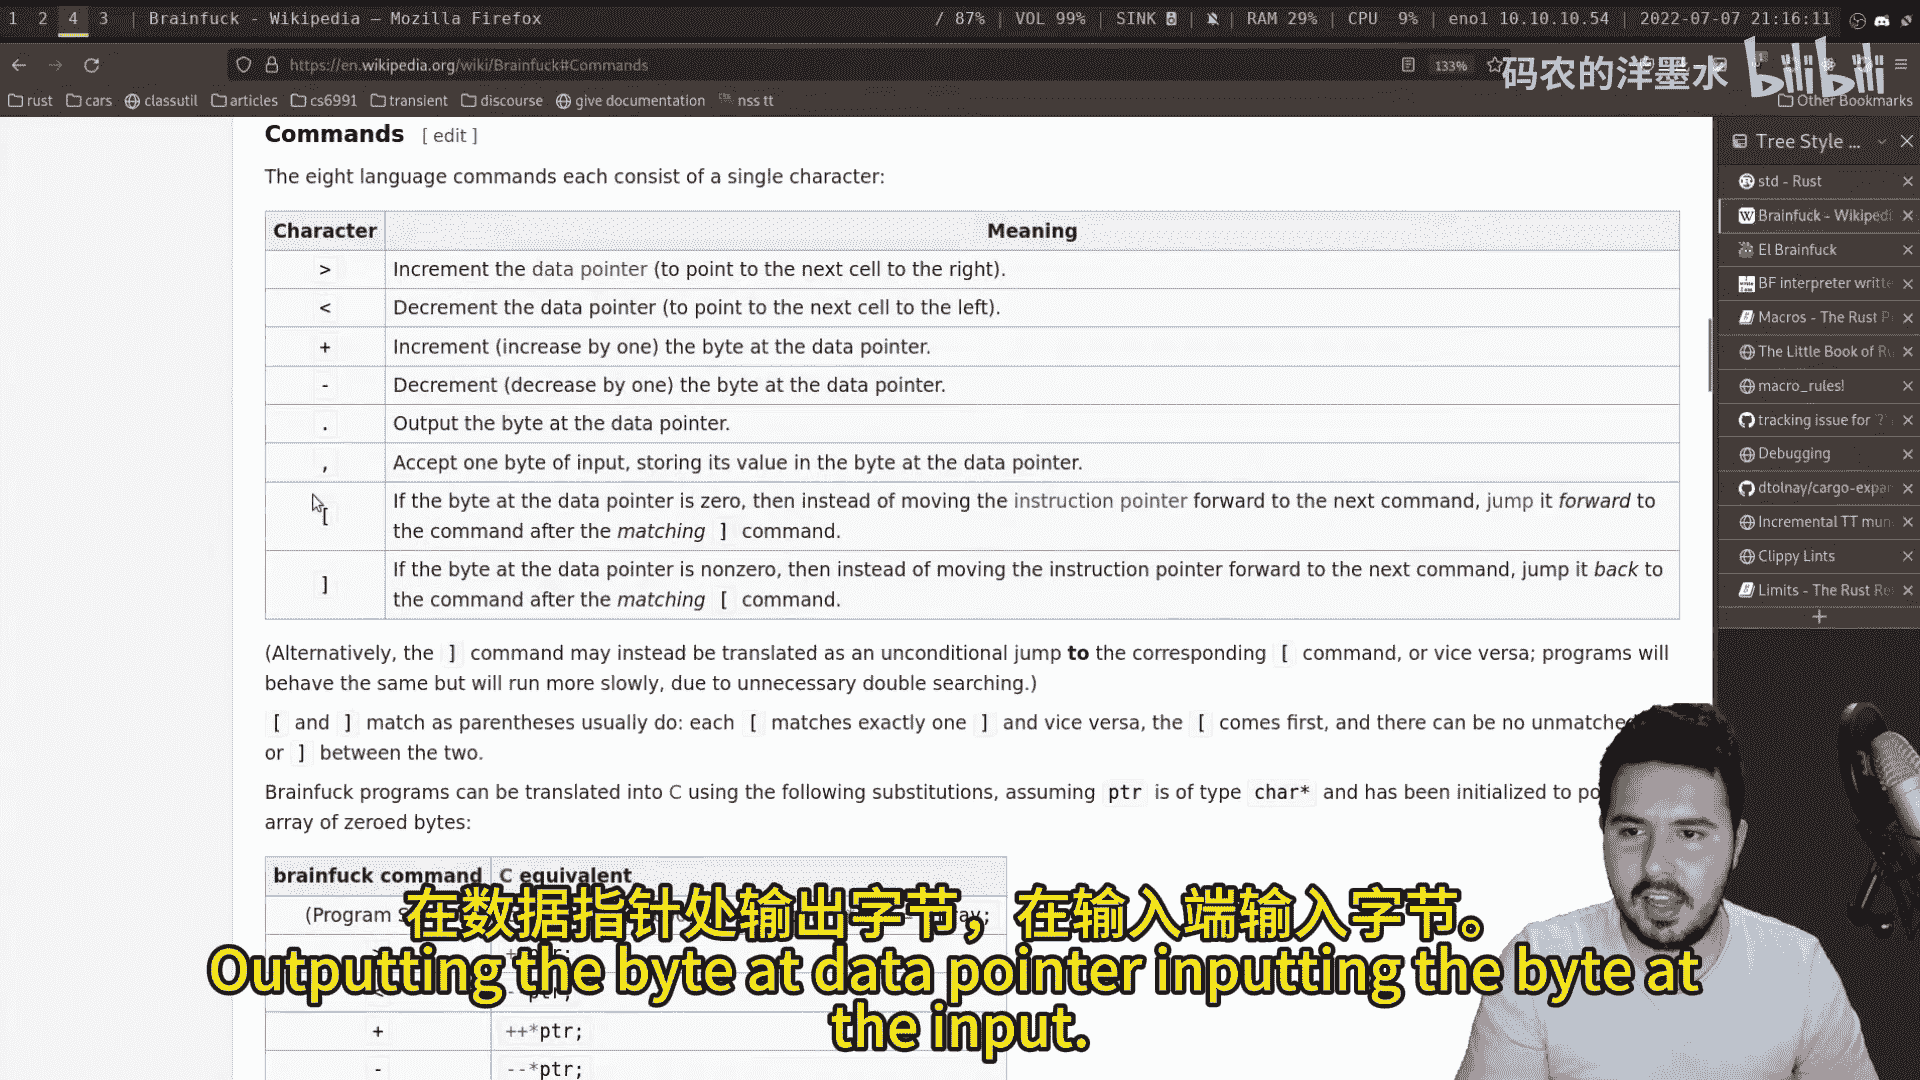 1 2 4 3 | Brainfuck - Wikipedia — Mozilla Firefox
/ 87% | VOL 99% | SINK | RAM 29% | CPU 9% | eno1 10.10.10.54 | 2022-07-07 21:16:11
https://en.wikipedia.org/wiki/Brainfuck#Commands
133%
码农的洋墨水 bilibili
rust cars classutil articles cs6991 transient discourse give documentation nss tt
Other Bookmarks
Tree Style ...
std - Rust
Brainfuck - Wikipedi
El Brainfuck
BF interpreter writte
Macros - The Rust P
The Little Book of Ru
macro_rules!
tracking issue for `?`
Debugging
dtolnay/cargo-expan
Incremental TT mun
Clippy Lints
Limits - The Rust Re
Commands [ edit ]
The eight language commands each consist of a single character:
Character Meaning
> Increment the data pointer (to point to the next cell to the right).
< Decrement the data pointer (to point to the next cell to the left).
+ Increment (increase by one) the byte at the data pointer.
- Decrement (decrease by one) the byte at the data pointer.
. Output the byte at the data pointer.
, Accept one byte of input, storing its value in the byte at the data pointer.
[ If the byte at the data pointer is zero, then instead of moving the instruction pointer forward to the next command, jump it forward to
the command after the matching ] command.
] If the byte at the data pointer is nonzero, then instead of moving the instruction pointer forward to the next command, jump it back to
the command after the matching [ command.
(Alternatively, the ] command may instead be translated as an unconditional jump to the corresponding [ command, or vice versa; programs will
behave the same but will run more slowly, due to unnecessary double searching.)
[ and ] match as parentheses usually do: each [ matches exactly one ] and vice versa, the [ comes first, and there can be no unmatched
or ] between the two.
Brainfuck programs can be translated into C using the following substitutions, assuming ptr is of type char* and has been initialized to po
array of zeroed bytes:
brainfuck command C equivalent
(Program S
+ ++*ptr;
- --*ptr;
在数据指针处输出字节，在输入端输入字节。
Outputting the byte at data pointer inputting the byte at
the input.